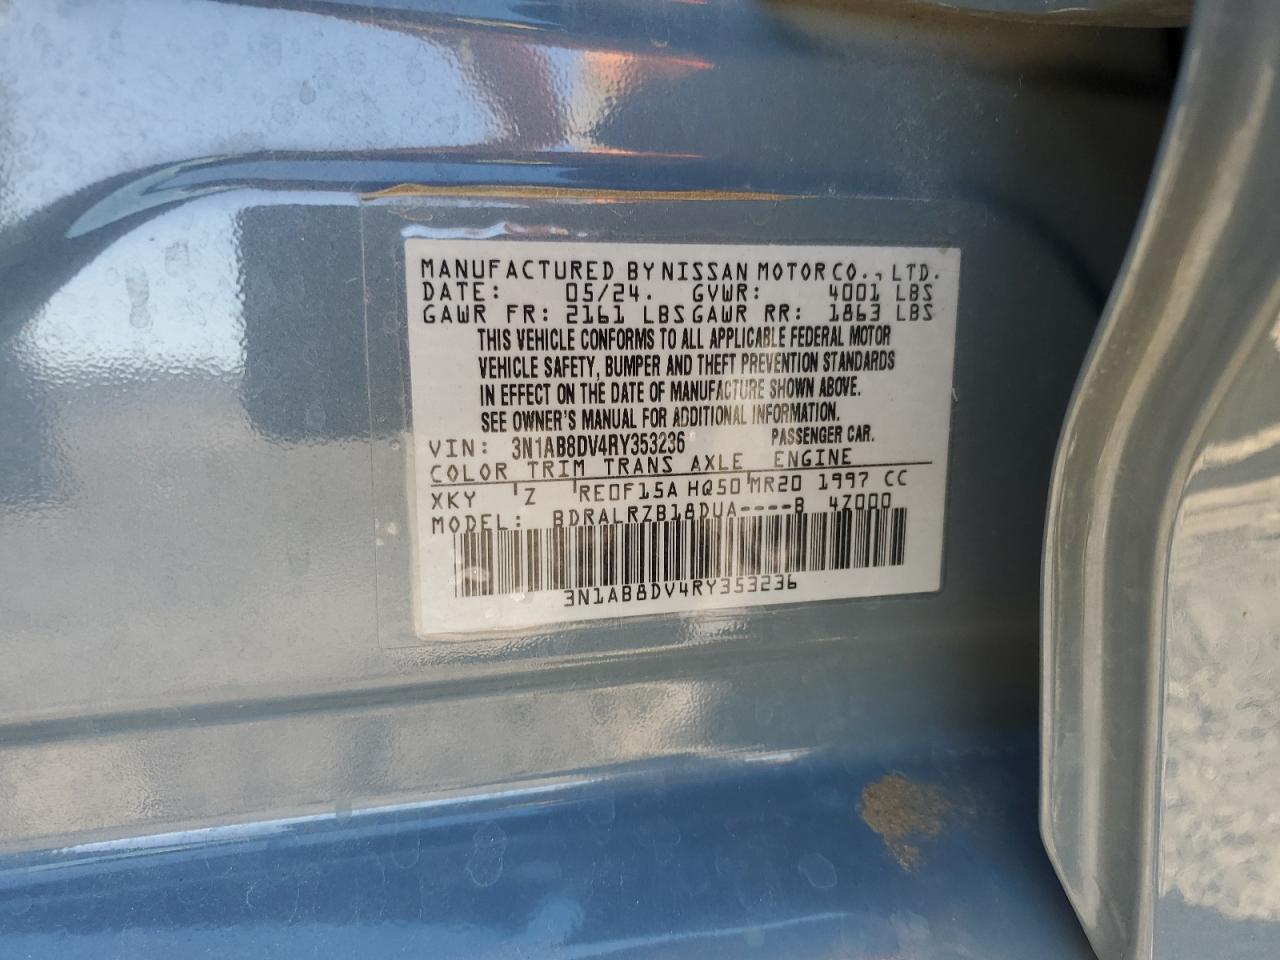 MANUFACTURED BY NISSAN MOTOR CO., LTD.
DATE: 05/24. GVWR: 4001 LBS
GAWR FR: 2161 LBS GAWR RR: 1863 LBS
THIS VEHICLE CONFORMS TO ALL APPLICABLE FEDERAL MOTOR
VEHICLE SAFETY, BUMPER AND THEFT PREVENTION STANDARDS
IN EFFECT ON THE DATE OF MANUFACTURE SHOWN ABOVE.
SEE OWNER'S MANUAL FOR ADDITIONAL INFORMATION.
VIN: 3N1AB8DV4RY353236 PASSENGER CAR.
COLOR TRIM TRANS AXLE ENGINE
XKY Z RE0F15A HQ50 MR20 1997 CC
MODEL: BDRALRZB18DUA----B 4Z000
3N1AB8DV4RY353236